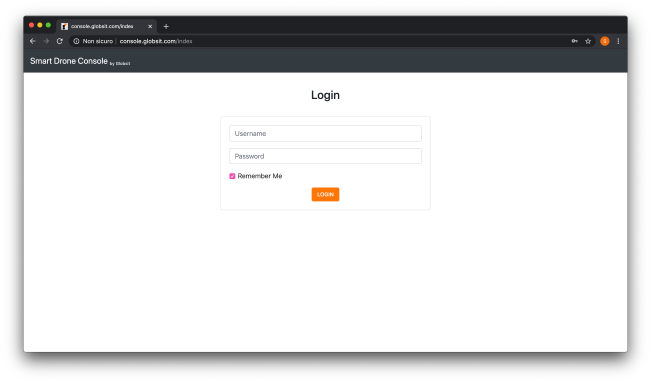 console.globsit.com/index
Non sicuro | console.globsit.com/index
S
Smart Drone Console by Globsit
Login
Username
Password
Remember Me
LOGIN